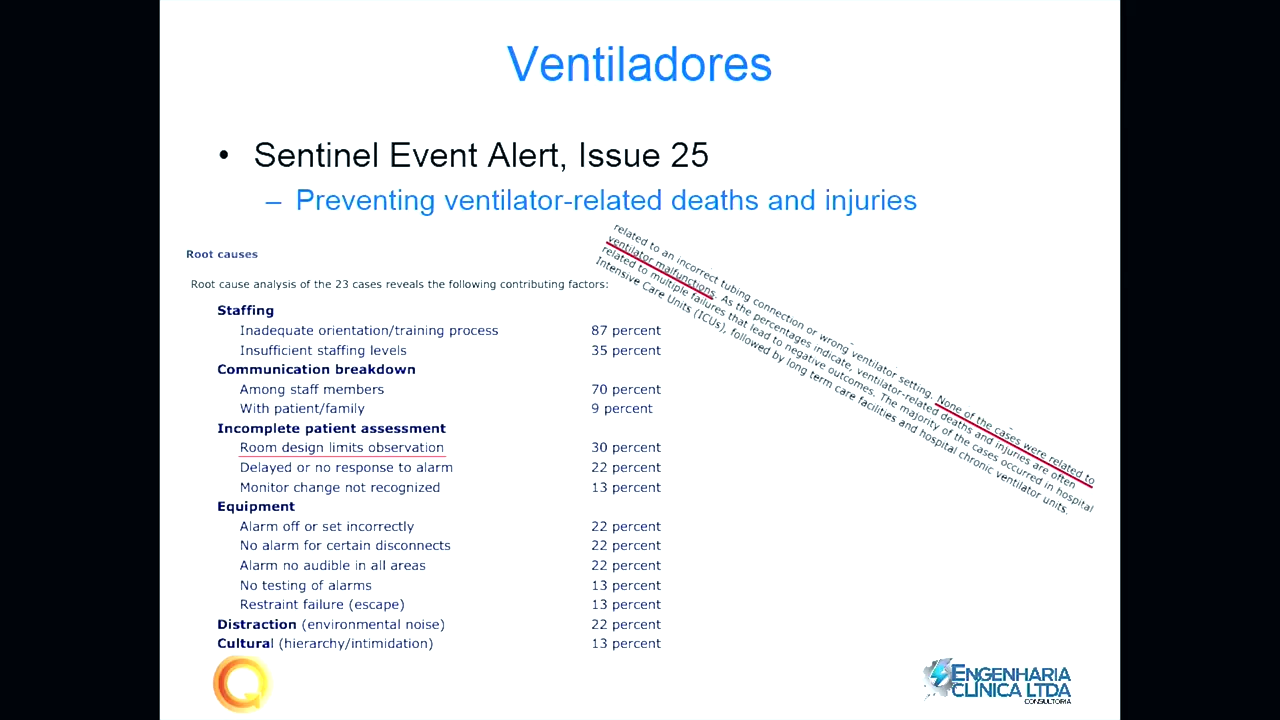 Ventiladores
• Sentinel Event Alert, Issue 25
– Preventing ventilator-related deaths and injuries
related to an incorrect tubing connection or wrong ventilator setting. None of the cases were related to
ventilator malfunctions. As the percentages indicate, ventilator-related deaths and injuries are often
related to multiple failures that lead to negative outcomes. The majority of the cases occurred in hospital
Intensive Care Units (ICUs), followed by long term care facilities and hospital chronic ventilator units.
Root causes
Root cause analysis of the 23 cases reveals the following contributing factors:
Staffing
Inadequate orientation/training process 87 percent
Insufficient staffing levels 35 percent
Communication breakdown
Among staff members 70 percent
With patient/family 9 percent
Incomplete patient assessment
Room design limits observation 30 percent
Delayed or no response to alarm 22 percent
Monitor change not recognized 13 percent
Equipment
Alarm off or set incorrectly 22 percent
No alarm for certain disconnects 22 percent
Alarm no audible in all areas 22 percent
No testing of alarms 13 percent
Restraint failure (escape) 13 percent
Distraction (environmental noise) 22 percent
Cultural (hierarchy/intimidation) 13 percent
ENGENHARIA
CLÍNICA LTDA
CONSULTORIA